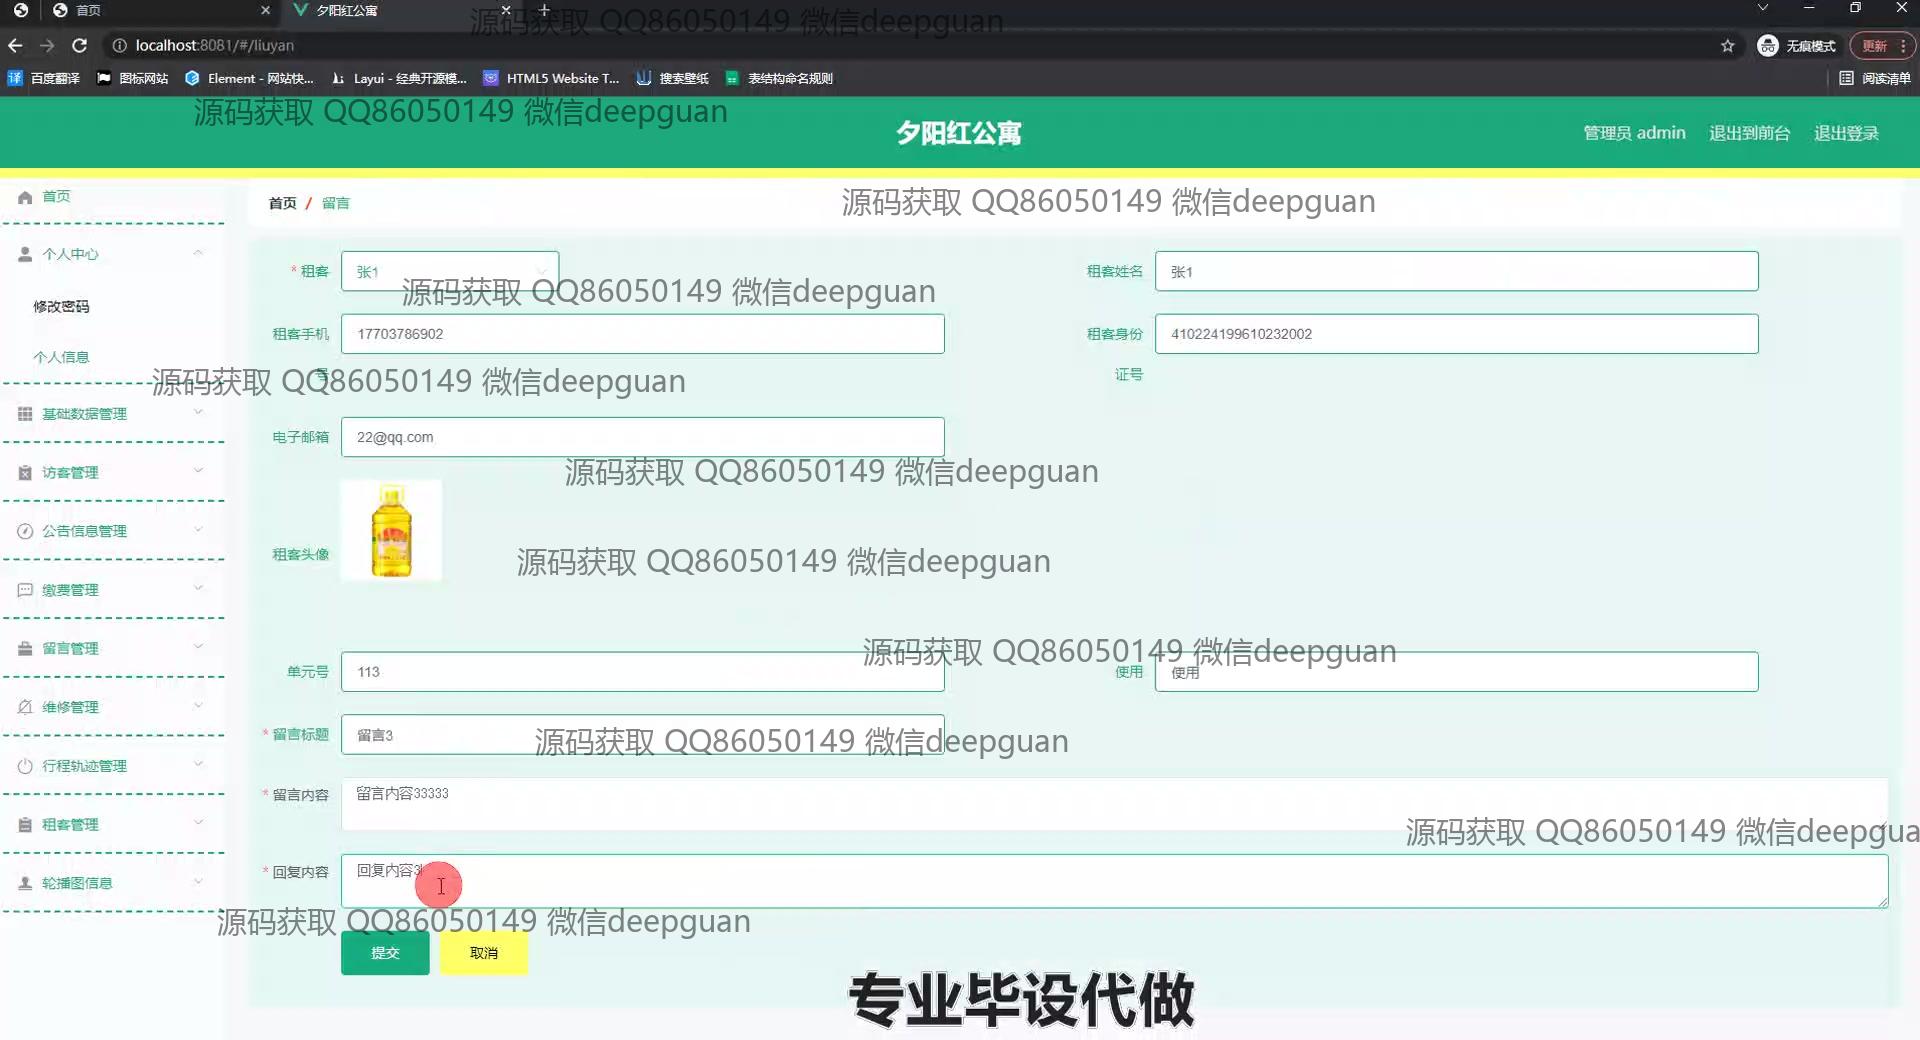 首页
夕阳红公寓
源码获取 QQ86050149 微信deepguan
localhost:8081/#/liuyan
无痕模式
更新
百度翻译
图标网站
Element - 网站快...
Layui - 经典开源模...
HTML5 Website T...
搜索壁纸
表结构命名规则
阅读清单
源码获取 QQ86050149 微信deepguan
夕阳红公寓
管理员 admin
退出到前台
退出登录
首页
首页 / 留言
源码获取 QQ86050149 微信deepguan
个人中心
* 租客
张1
租客姓名
张1
源码获取 QQ86050149 微信deepguan
修改密码
租客手机号
17703786902
租客身份证号
410224199610232002
个人信息
源码获取 QQ86050149 微信deepguan
基础数据管理
电子邮箱
22@qq.com
访客管理
源码获取 QQ86050149 微信deepguan
公告信息管理
租客头像
源码获取 QQ86050149 微信deepguan
缴费管理
留言管理
源码获取 QQ86050149 微信deepguan
单元号
113
使用
使用
维修管理
* 留言标题
留言3
源码获取 QQ86050149 微信deepguan
行程轨迹管理
* 留言内容
留言内容33333
租客管理
源码获取 QQ86050149 微信deepgua
* 回复内容
回复内容3
轮播图信息
源码获取 QQ86050149 微信deepguan
提交
取消
专业毕设代做